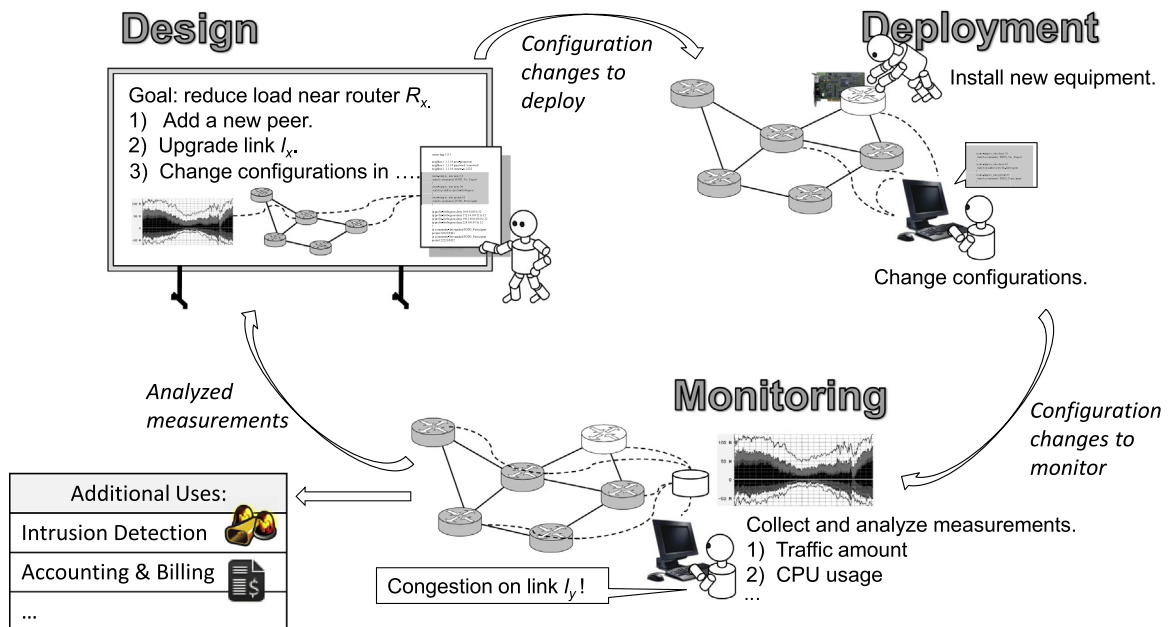 Design
Configuration
changes to
deploy
Deployment
Install new equipment.
Goal: reduce load near router Rx.
1) Add a new peer.
2) Upgrade link lx.
3) Change configurations in ….
Change configurations.
Analyzed
measurements
Monitoring
Configuration
changes to
monitor
Additional Uses:
Intrusion Detection
Accounting & Billing
...
Collect and analyze measurements.
1) Traffic amount
2) CPU usage
...
Congestion on link ly!